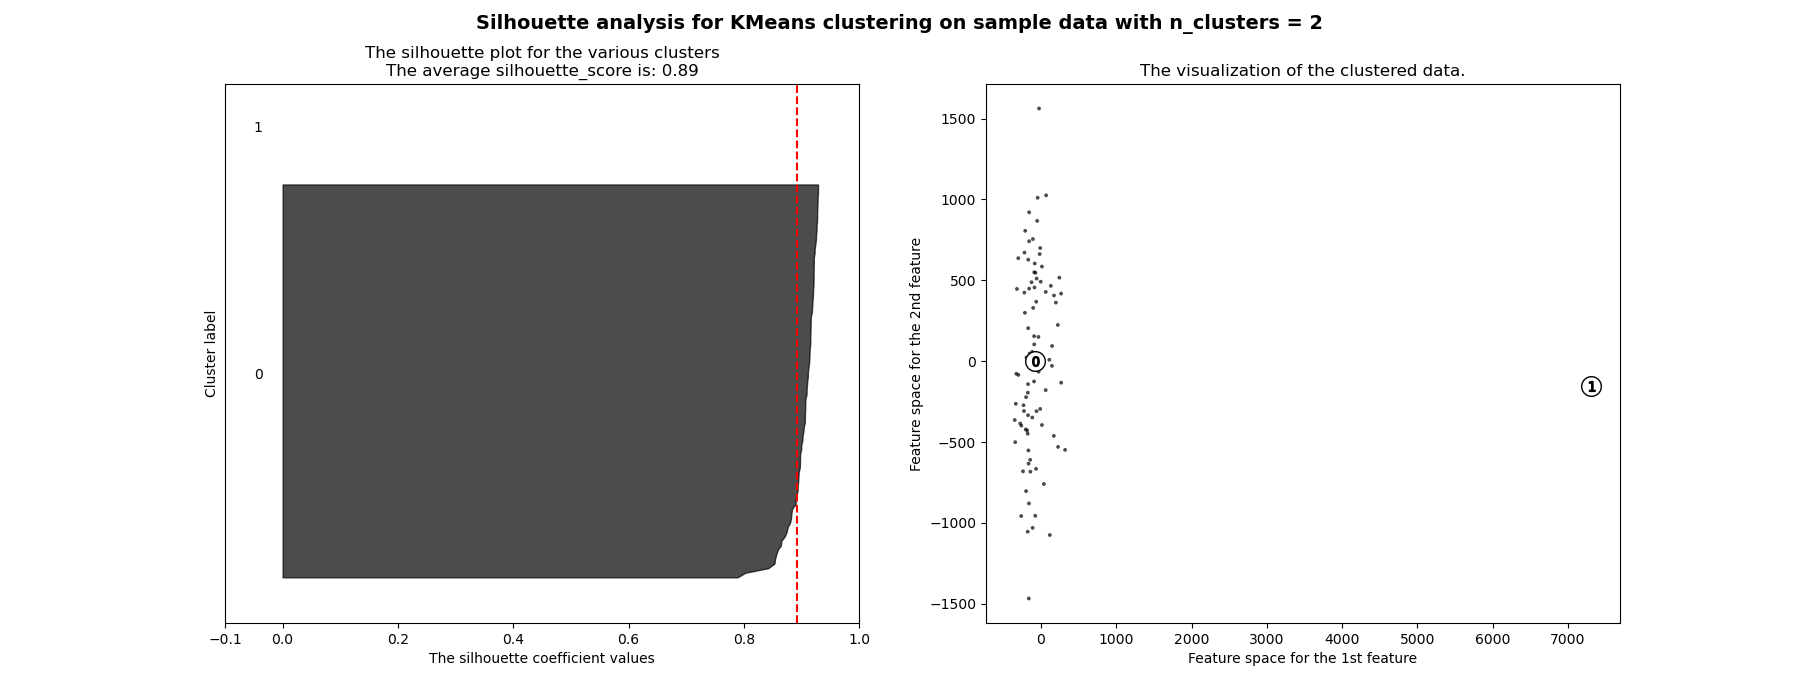 Silhouette analysis for KMeans clustering on sample data with n_clusters = 2
The silhouette plot for the various clusters
The average silhouette_score is: 0.89
1
0
Cluster label
−0.1 0.0 0.2 0.4 0.6 0.8 1.0
The silhouette coefficient values
The visualization of the clustered data.
1500
1000
500
0
−500
−1000
−1500
Feature space for the 2nd feature
0
1
0 1000 2000 3000 4000 5000 6000 7000
Feature space for the 1st feature